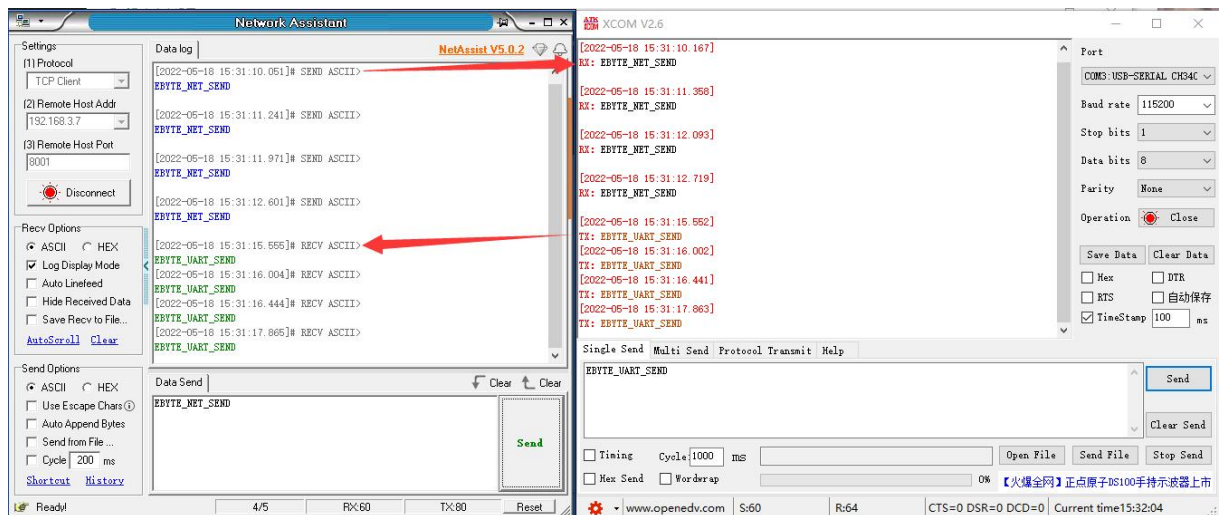 Network Assistant
Settings
(1) Protocol
TCP Client
(2) Remote Host Addr
192.168.3.7
(3) Remote Host Port
8001
Disconnect
Recv Options
ASCII HEX
Log Display Mode
Auto Linefeed
Hide Received Data
Save Recv to File...
AutoScroll Clear
Send Options
ASCII HEX
Use Escape Chars
Auto Append Bytes
Send from File ...
Cycle 200 ms
Shortcut History
Data log NetAssist V5.0.2
[2022-05-18 15:31:10.051]# SEND ASCII>
EBYTE_NET_SEND
[2022-05-18 15:31:11.241]# SEND ASCII>
EBYTE_NET_SEND
[2022-05-18 15:31:11.971]# SEND ASCII>
EBYTE_NET_SEND
[2022-05-18 15:31:12.601]# SEND ASCII>
EBYTE_NET_SEND
[2022-05-18 15:31:15.555]# RECV ASCII>
EBYTE_UART_SEND
[2022-05-18 15:31:16.004]# RECV ASCII>
EBYTE_UART_SEND
[2022-05-18 15:31:16.444]# RECV ASCII>
EBYTE_UART_SEND
[2022-05-18 15:31:17.865]# RECV ASCII>
EBYTE_UART_SEND
Data Send Clear Clear
EBYTE_NET_SEND
Send
Ready! 4/5 RX:60 TX:80 Reset
ATK XCOM V2.6
[2022-05-18 15:31:10.167]
RX: EBYTE_NET_SEND
[2022-05-18 15:31:11.358]
RX: EBYTE_NET_SEND
[2022-05-18 15:31:12.093]
RX: EBYTE_NET_SEND
[2022-05-18 15:31:12.719]
RX: EBYTE_NET_SEND
[2022-05-18 15:31:15.552]
TX: EBYTE_UART_SEND
[2022-05-18 15:31:16.002]
TX: EBYTE_UART_SEND
[2022-05-18 15:31:16.441]
TX: EBYTE_UART_SEND
[2022-05-18 15:31:17.863]
TX: EBYTE_UART_SEND
Port
COM3:USB-SERIAL CH34C
Baud rate 115200
Stop bits 1
Data bits 8
Parity None
Operation Close
Save Data Clear Data
Hex DTR
RTS 自动保存
TimeStamp 100 ms
Single Send Multi Send Protocol Transmit Help
EBYTE_UART_SEND
Send
Clear Send
Timing Cycle: 1000 ms Open File Send File Stop Send
Hex Send Wordwrap 0% 【火爆全网】正点原子DS100手持示波器上市
www.openedv.com S:60 R:64 CTS=0 DSR=0 DCD=0 Current time15:32:04